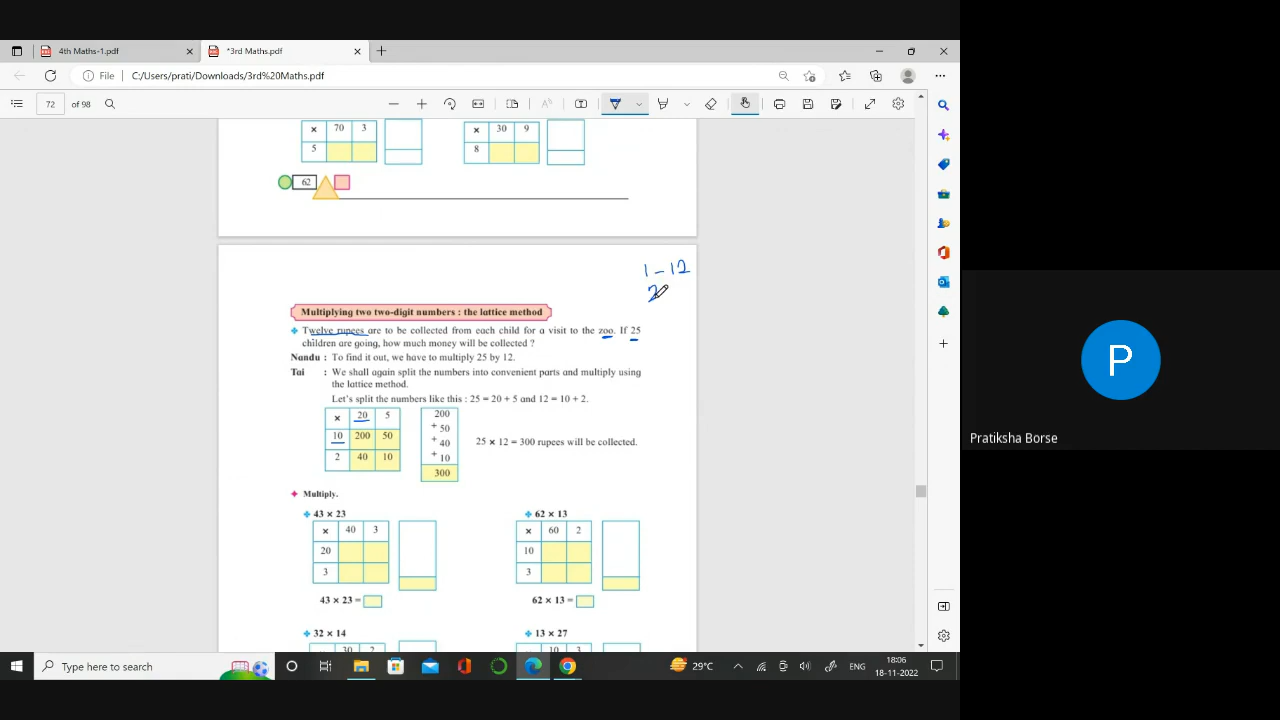 4th Maths-1.pdf
*3rd Maths.pdf
File
C:/Users/prati/Downloads/3rd%20Maths.pdf
72 of 98
× 70 3
5
× 30 9
8
62
1 - 12
2
Multiplying two two-digit numbers : the lattice method
Twelve rupees are to be collected from each child for a visit to the zoo. If 25
children are going, how much money will be collected ?
Nandu : To find it out, we have to multiply 25 by 12.
Tai : We shall again split the numbers into convenient parts and multiply using
the lattice method.
Let's split the numbers like this : 25 = 20 + 5 and 12 = 10 + 2.
× 20 5
10 200 50
2 40 10
200
+ 50
+ 40
+ 10
300
25 × 12 = 300 rupees will be collected.
Multiply.
43 × 23
× 40 3
20
3
43 × 23 =
62 × 13
× 60 2
10
3
62 × 13 =
32 × 14
× 30 2
13 × 27
× 10 3
P
Pratiksha Borse
Type here to search
29°C
ENG
18:06
18-11-2022